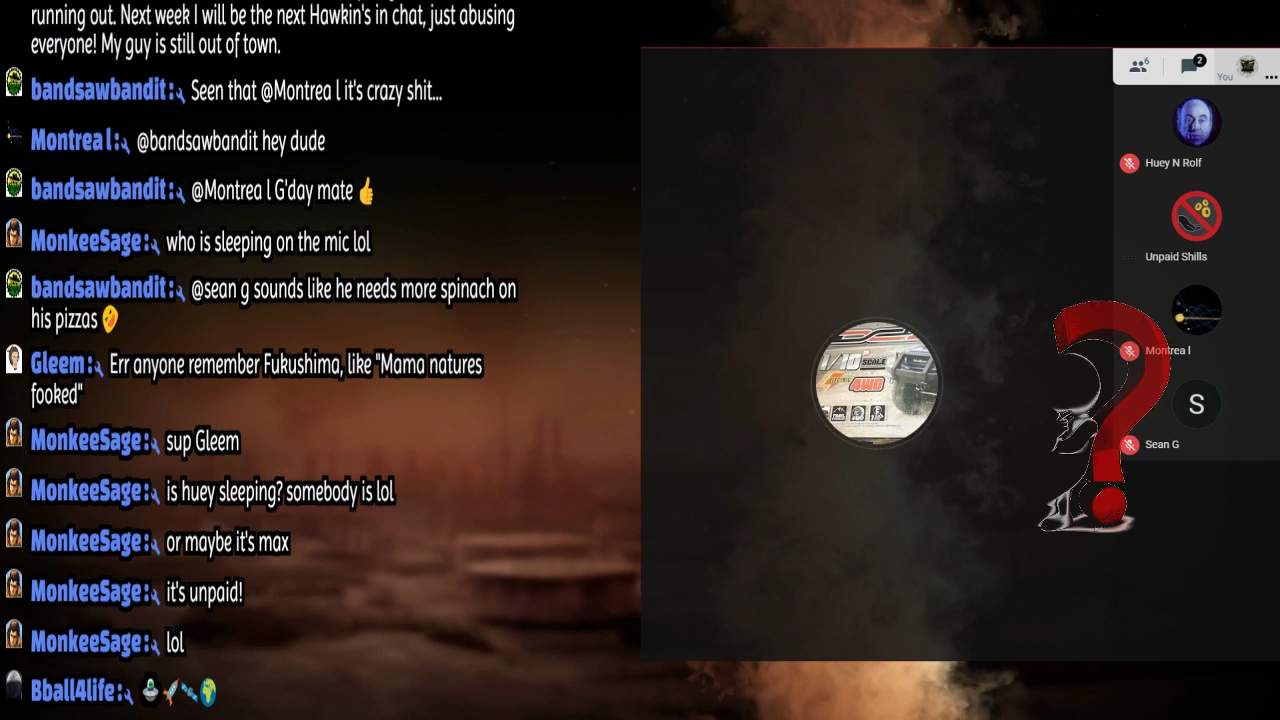 running out. Next week I will be the next Hawkin's in chat, just abusing
everyone! My guy is still out of town.
bandsawbandit: Seen that @Montrea l it's crazy shit...
Montrea l: @bandsawbandit hey dude
bandsawbandit: @Montrea l G'day mate 👍
MonkeeSage: who is sleeping on the mic lol
bandsawbandit: @sean g sounds like he needs more spinach on
his pizzas 🤣
Gleem: Err anyone remember Fukushima, like "Mama natures
fooked"
MonkeeSage: sup Gleem
MonkeeSage: is huey sleeping? somebody is lol
MonkeeSage: or maybe it's max
MonkeeSage: it's unpaid!
MonkeeSage: lol
Bball4life: 🛸🚀🛰️🌍
1/10 SCALE
ELECTRIC 4WD
6
2
You
Huey N Rolf
Unpaid Shills
Montrea l
S
Sean G
?